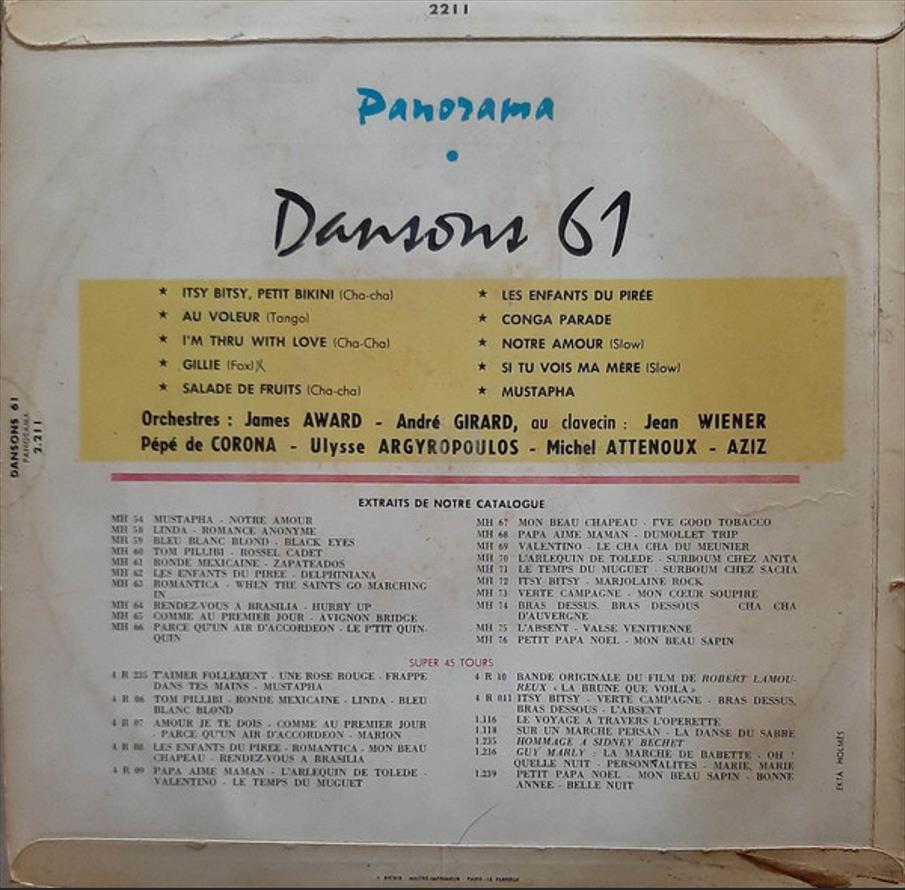 2211
Panorama
Dansons 61
★ ITSY BITSY, PETIT BIKINI (Cha-cha)
★ AU VOLEUR (Tango)
★ I'M THRU WITH LOVE (Cha-Cha)
★ GILLIE (Fox)
★ SALADE DE FRUITS (Cha-cha)
★ LES ENFANTS DU PIRÉE
★ CONGA PARADE
★ NOTRE AMOUR (Slow)
★ SI TU VOIS MA MÈRE (Slow)
★ MUSTAPHA
Orchestres : James AWARD - André GIRARD, au clavecin : Jean WIENER
Pépé de CORONA - Ulysse ARGYROPOULOS - Michel ATTENOUX - AZIZ
DANSONS 61
PANORAMA
2.211
EXTRAITS DE NOTRE CATALOGUE
MH 54 MUSTAPHA - NOTRE AMOUR
MH 58 LINDA - ROMANCE ANONYME
MH 59 BLEU BLANC BLOND - BLACK EYES
MH 60 TOM PILLIBI - ROSSEL CADET
MH 61 RONDE MEXICAINE - ZAPATEADOS
MH 62 LES ENFANTS DU PIREE - DELPHINIANA
MH 63 ROMANTICA - WHEN THE SAINTS GO MARCHING
IN
MH 64 RENDEZ-VOUS A BRASILIA - HURRY UP
MH 65 COMME AU PREMIER JOUR - AVIGNON BRIDGE
MH 66 PARCE QU'UN AIR D'ACCORDEON - LE P'TIT QUIN-
QUIN
MH 67 MON BEAU CHAPEAU - I'VE GOOD TOBACCO
MH 68 PAPA AIME MAMAN - DUMOLLET TRIP
MH 69 VALENTINO - LE CHA CHA DU MEUNIER
MH 70 L'ARLEQUIN DE TOLEDE - SURBOUM CHEZ ANITA
MH 71 LE TEMPS DU MUGUET - SURBOUM CHEZ SACHA
MH 72 ITSY BITSY - MARJOLAINE ROCK
MH 73 VERTE CAMPAGNE - MON CŒUR SOUPIRE
MH 74 BRAS DESSUS, BRAS DESSOUS CHA CHA
D'AUVERGNE
MH 75 L'ABSENT - VALSE VENITIENNE
MH 76 PETIT PAPA NOEL - MON BEAU SAPIN
SUPER 45 TOURS
4 R 235 T'AIMER FOLLEMENT - UNE ROSE ROUGE - FRAPPE
DANS TES MAINS - MUSTAPHA
4 R 06 TOM PILLIBI - RONDE MEXICAINE - LINDA - BLEU
BLANC BLOND
4 R 07 AMOUR JE TE DOIS - COMME AU PREMIER JOUR
- PARCE QU'UN AIR D'ACCORDEON - MARION
4 R 08 LES ENFANTS DU PIREE - ROMANTICA - MON BEAU
CHAPEAU - RENDEZ-VOUS A BRASILIA
4 R 09 PAPA AIME MAMAN - L'ARLEQUIN DE TOLEDE -
VALENTINO - LE TEMPS DU MUGUET
4 R 10 BANDE ORIGINALE DU FILM DE ROBERT LAMOU-
REUX « LA BRUNE QUE VOILA »
4 R 011 ITSY BITSY - VERTE CAMPAGNE - BRAS DESSUS,
BRAS DESSOUS - L'ABSENT
1.116 LE VOYAGE A TRAVERS L'OPERETTE
1.118 SUR UN MARCHE PERSAN - LA DANSE DU SABRE
1.235 HOMMAGE A SIDNEY BECHET
1.236 GUY MARLY : LA MARCHE DE BABETTE - OH !
QUELLE NUIT - PERSONNALITES - MARIE, MARIE
1.239 PETIT PAPA NOEL - MON BEAU SAPIN - BONNE
ANNEE - BELLE NUIT
EKTA HOLMÈS
MAITRE-IMPRIMEUR - PARIS